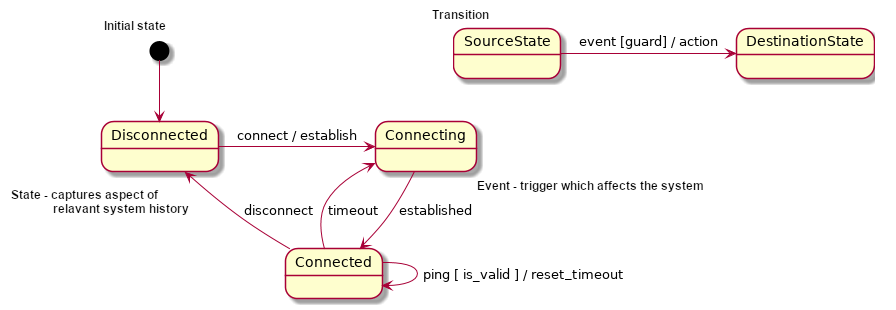 Initial state
Transition
SourceState
event [guard] / action
DestinationState
Disconnected
connect / establish
Connecting
State - captures aspect of
relavant system history
Event - trigger which affects the system
disconnect
timeout
established
Connected
ping [ is_valid ] / reset_timeout